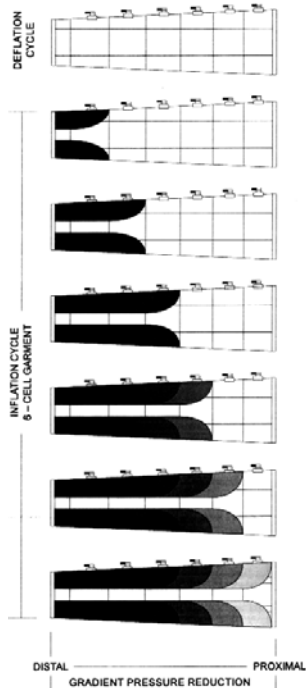 DEFLATION
CYCLE
INFLATION CYCLE
6 – CELL GARMENT
DISTAL
PROXIMAL
GRADIENT PRESSURE REDUCTION